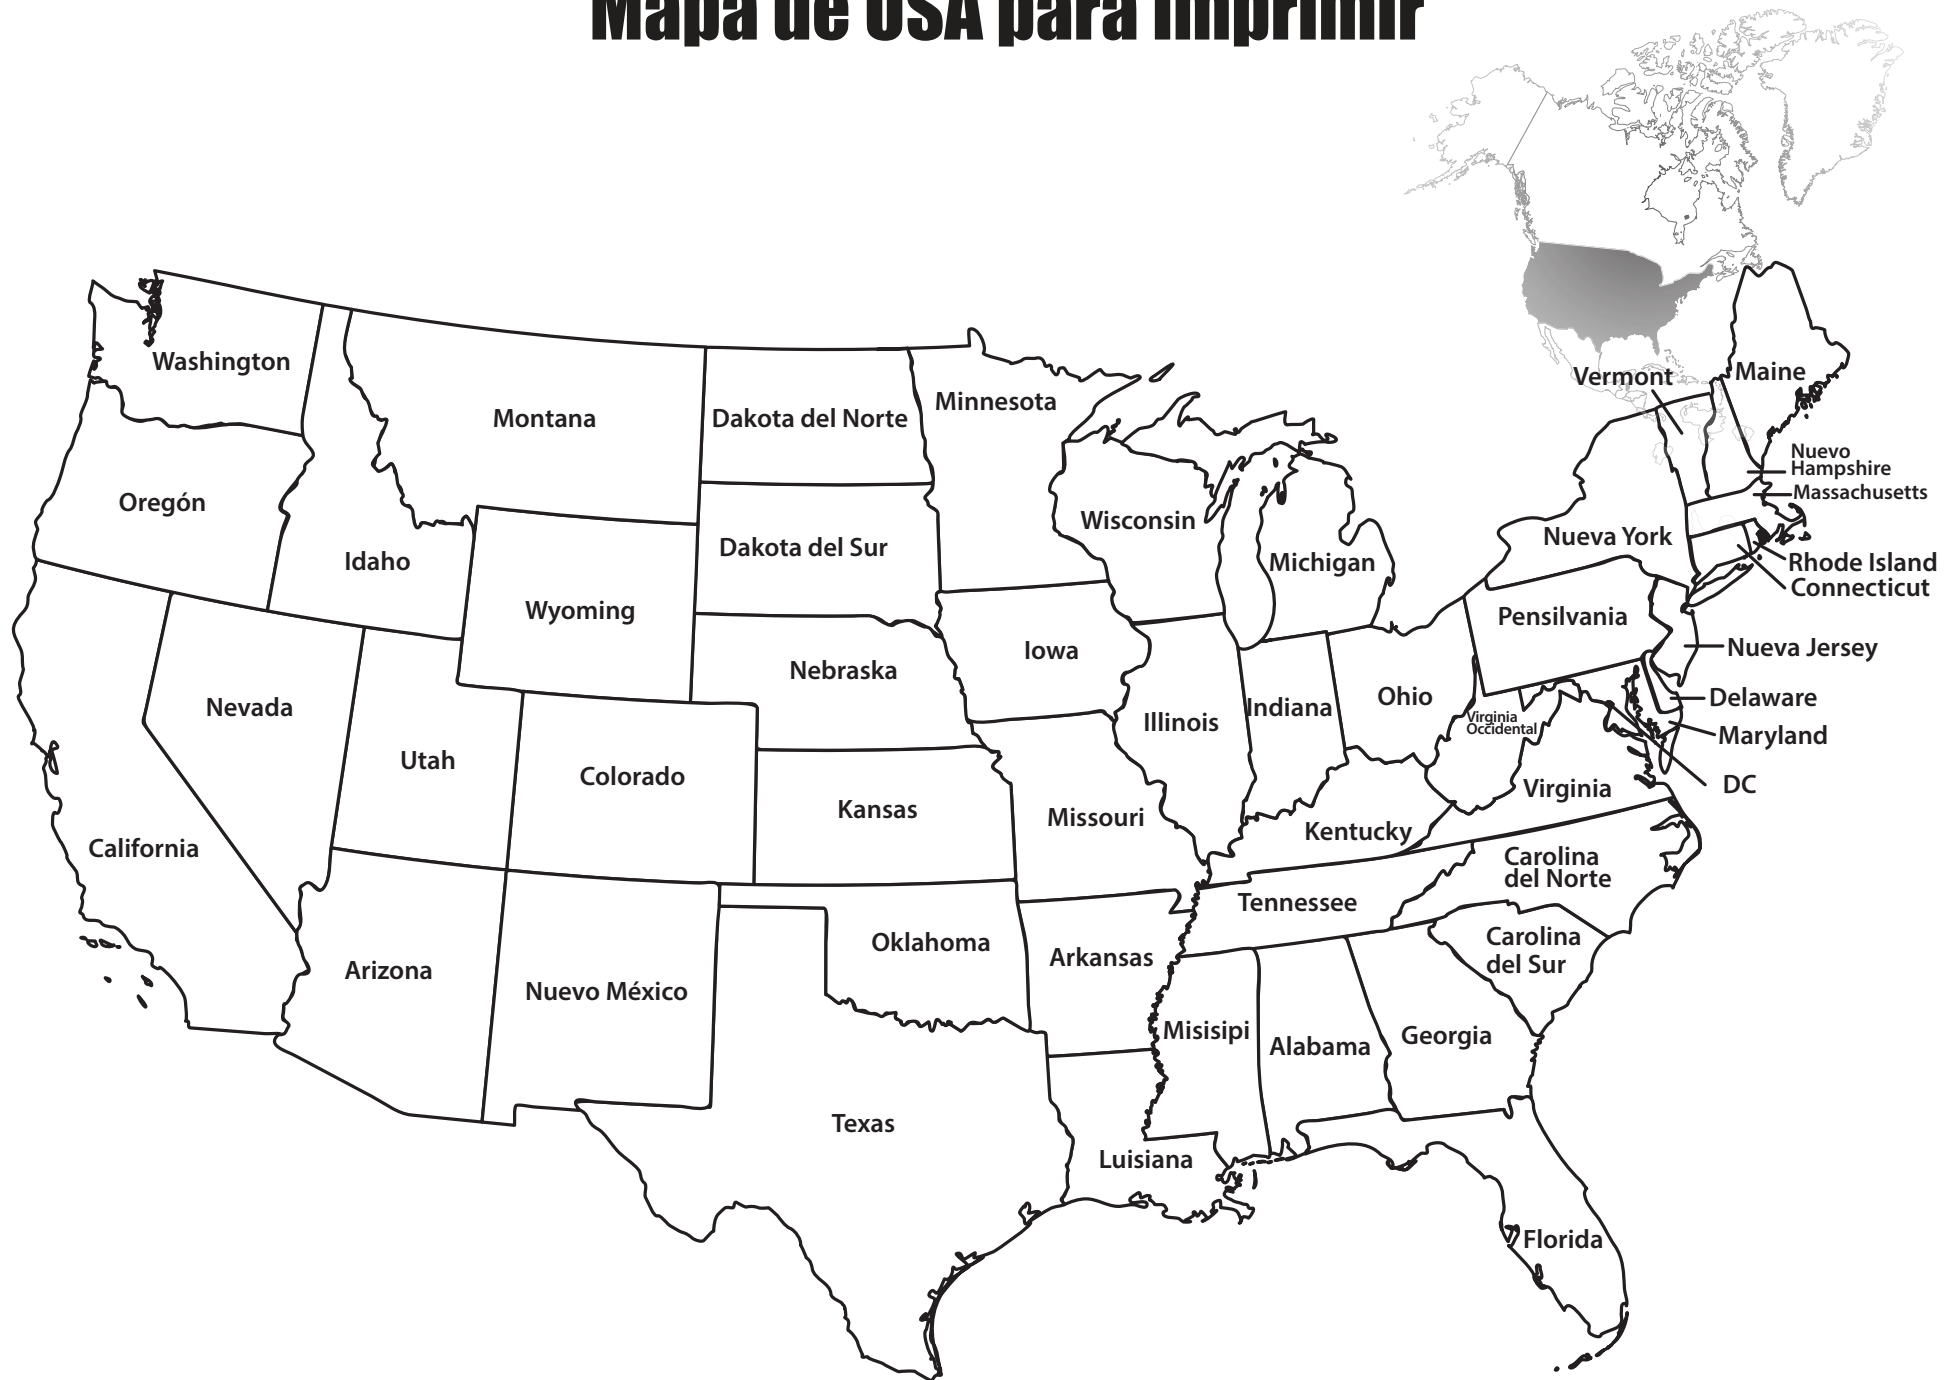 Mapa de USA para imprimir
Vermont
Maine
Washington
Montana
Dakota del Norte
Minnesota
Nuevo
Hampshire
Massachusetts
Oregón
Idaho
Dakota del Sur
Wisconsin
Michigan
Nueva York
Rhode Island
Connecticut
Wyoming
Pensilvania
Iowa
Nueva Jersey
Nebraska
Nevada
Illinois
Indiana
Ohio
Virginia
Occidental
Delaware
Maryland
Utah
Colorado
DC
Virginia
Kansas
Missouri
Kentucky
California
Carolina
del Norte
Tennessee
Oklahoma
Carolina
del Sur
Arkansas
Arizona
Nuevo México
Misisipi
Alabama
Georgia
Texas
Luisiana
Florida